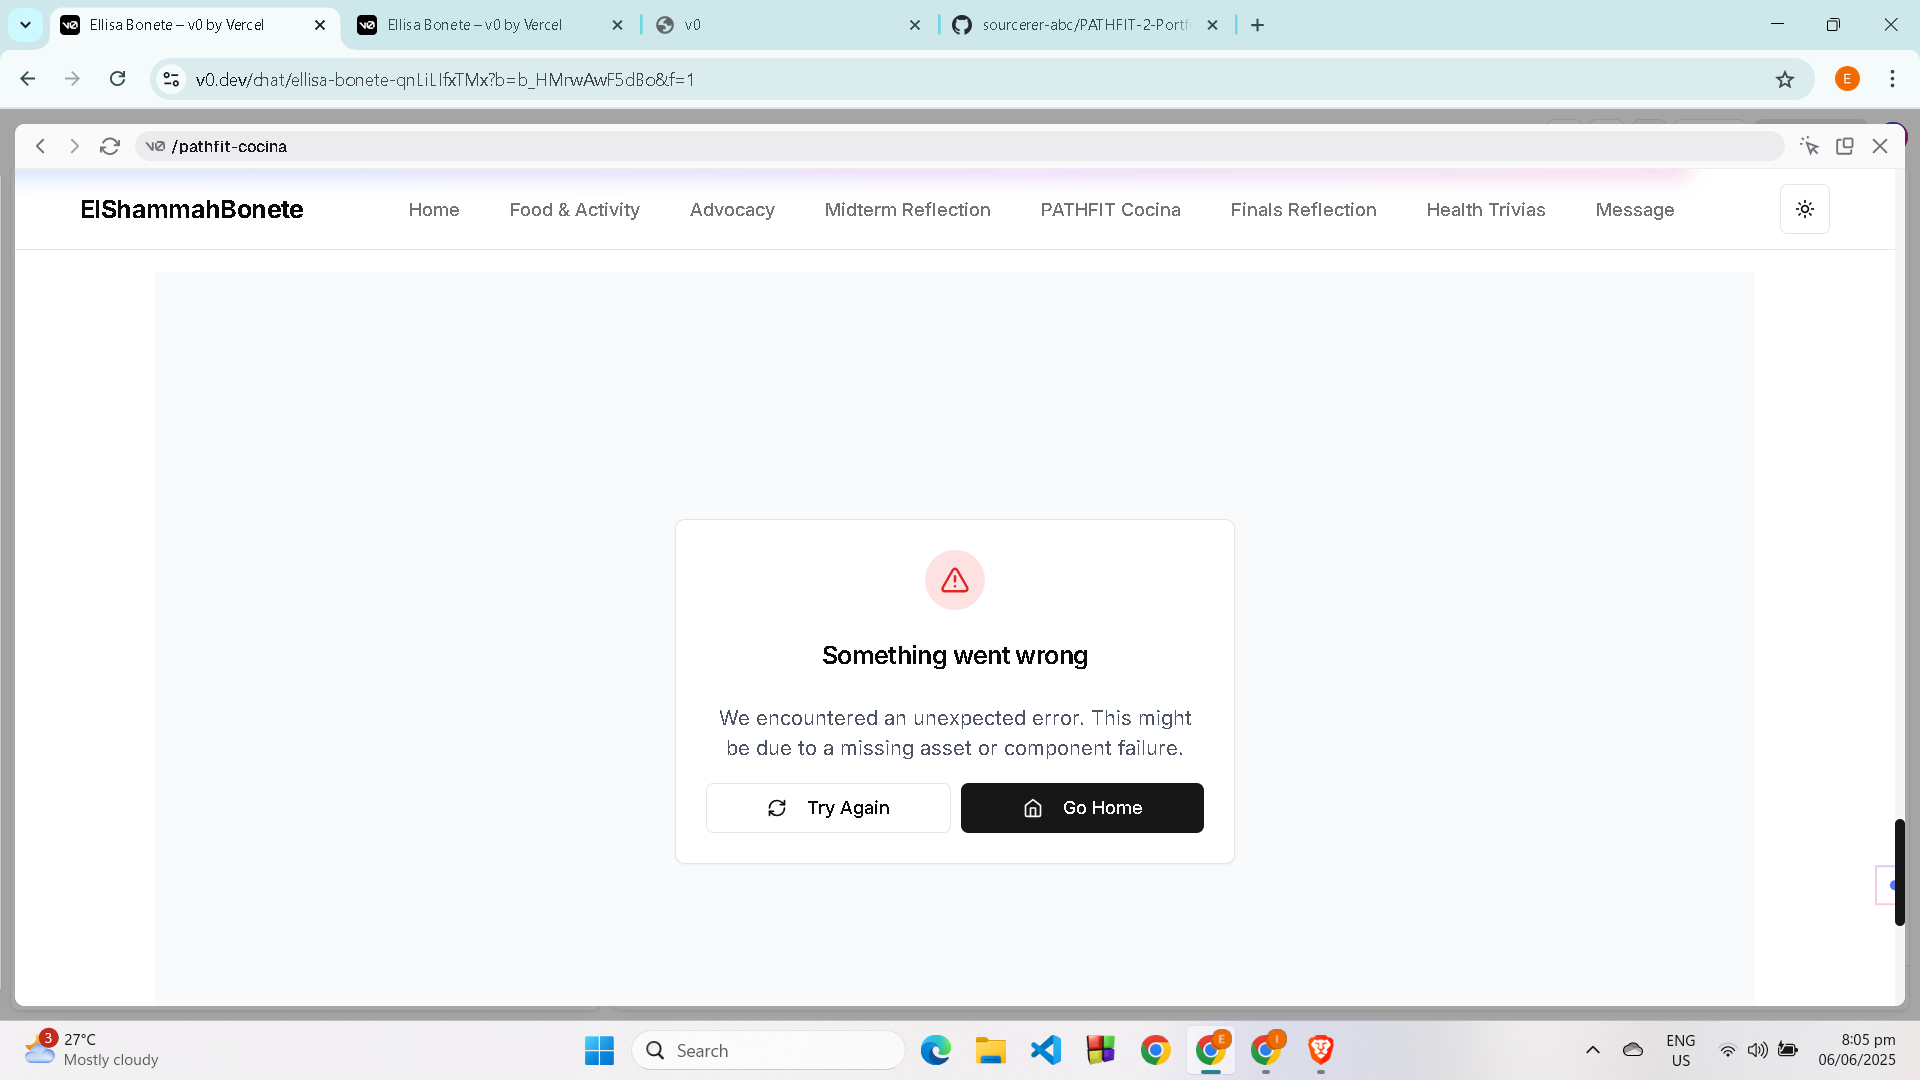 Ellisa Bonete – v0 by Vercel
Ellisa Bonete – v0 by Vercel
v0
sourcerer-abc/PATHFIT-2-Portf
v0.dev/chat/ellisa-bonete-qnLiLIfxTMx?b=b_HMrwAwF5dBo&f=1
E
v0 /pathfit-cocina
ElShammahBonete
Home
Food & Activity
Advocacy
Midterm Reflection
PATHFIT Cocina
Finals Reflection
Health Trivias
Message
Something went wrong
We encountered an unexpected error. This might
be due to a missing asset or component failure.
Try Again
Go Home
3
27°C
Mostly cloudy
Search
E
I
ENG
US
8:05 pm
06/06/2025